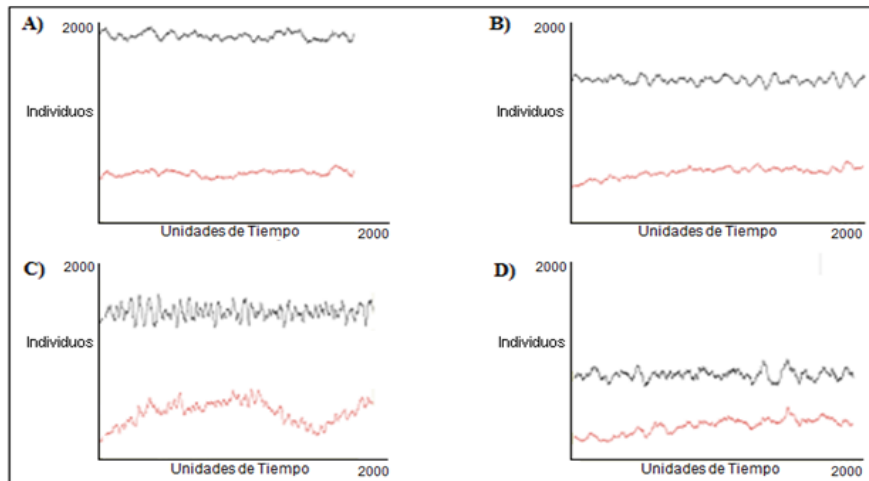 A)
2000
Individuos
Unidades de Tiempo
2000
B)
2000
Individuos
Unidades de Tiempo
2000
C)
2000
Individuos
Unidades de Tiempo
2000
D)
2000
Individuos
Unidades de Tiempo
2000